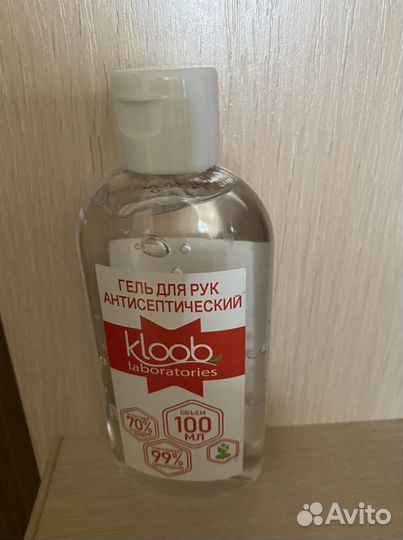 ГЕЛЬ ДЛЯ РУК
АНТИСЕПТИЧЕСКИЙ
kloob
laboratories
70%
ОБЪЕМ
100
МЛ
99%
Avito